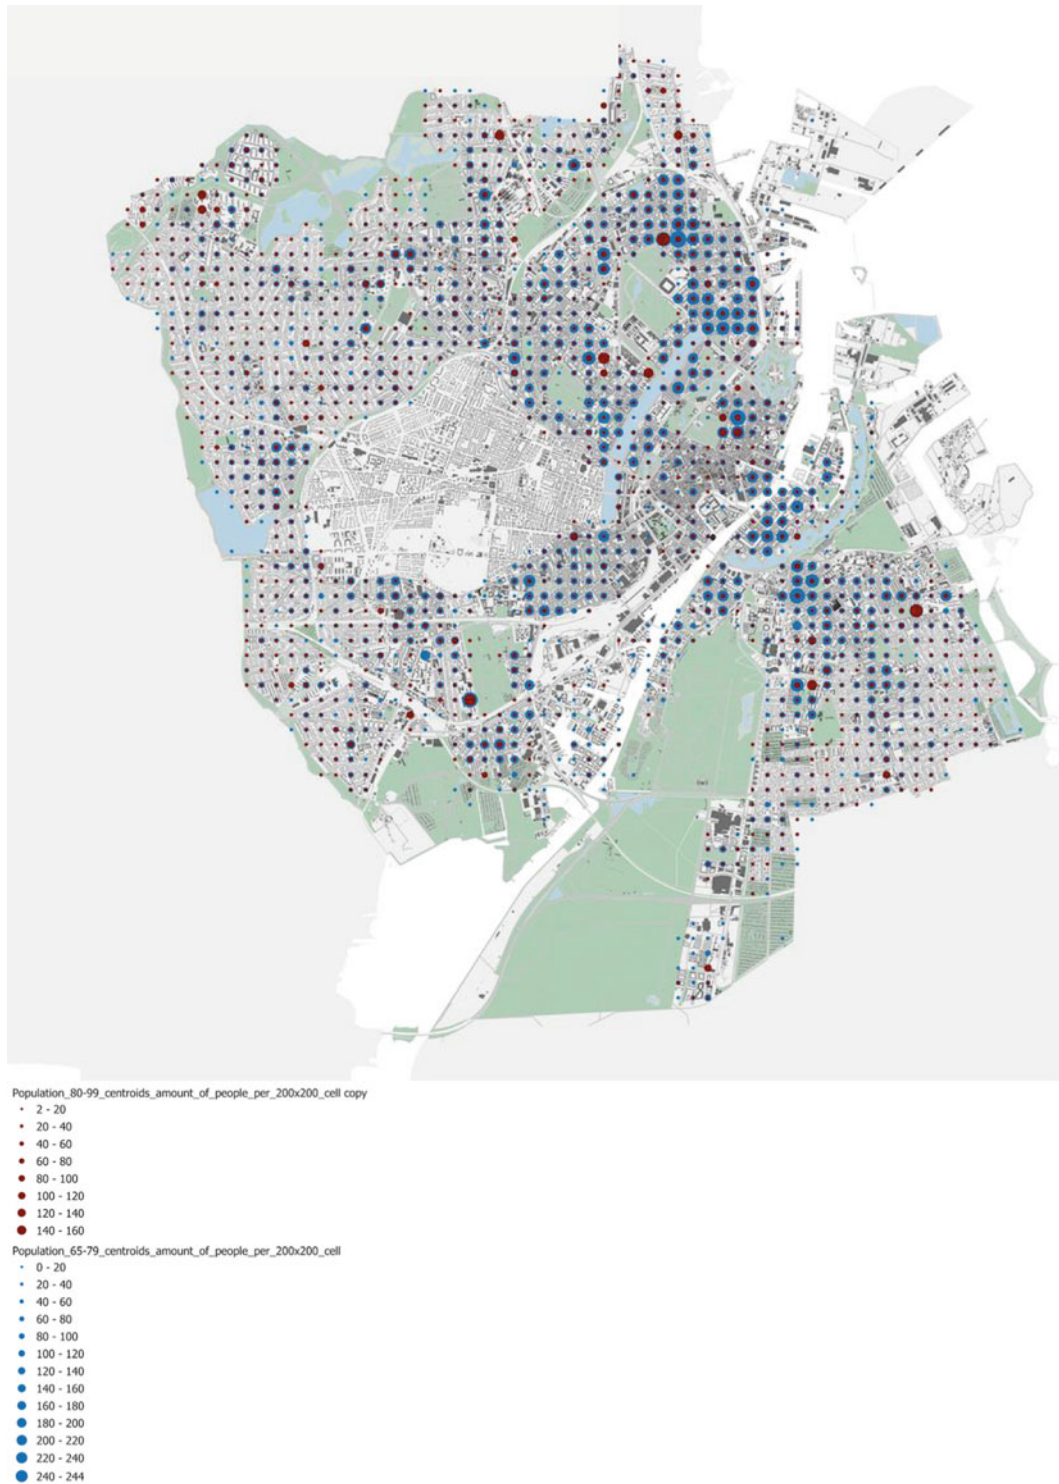 Population_80-99_centroids_amount_of_people_per_200x200_cell copy
2 - 20
20 - 40
40 - 60
60 - 80
80 - 100
100 - 120
120 - 140
140 - 160
Population_65-79_centroids_amount_of_people_per_200x200_cell
0 - 20
20 - 40
40 - 60
60 - 80
80 - 100
100 - 120
120 - 140
140 - 160
160 - 180
180 - 200
200 - 220
220 - 240
240 - 244